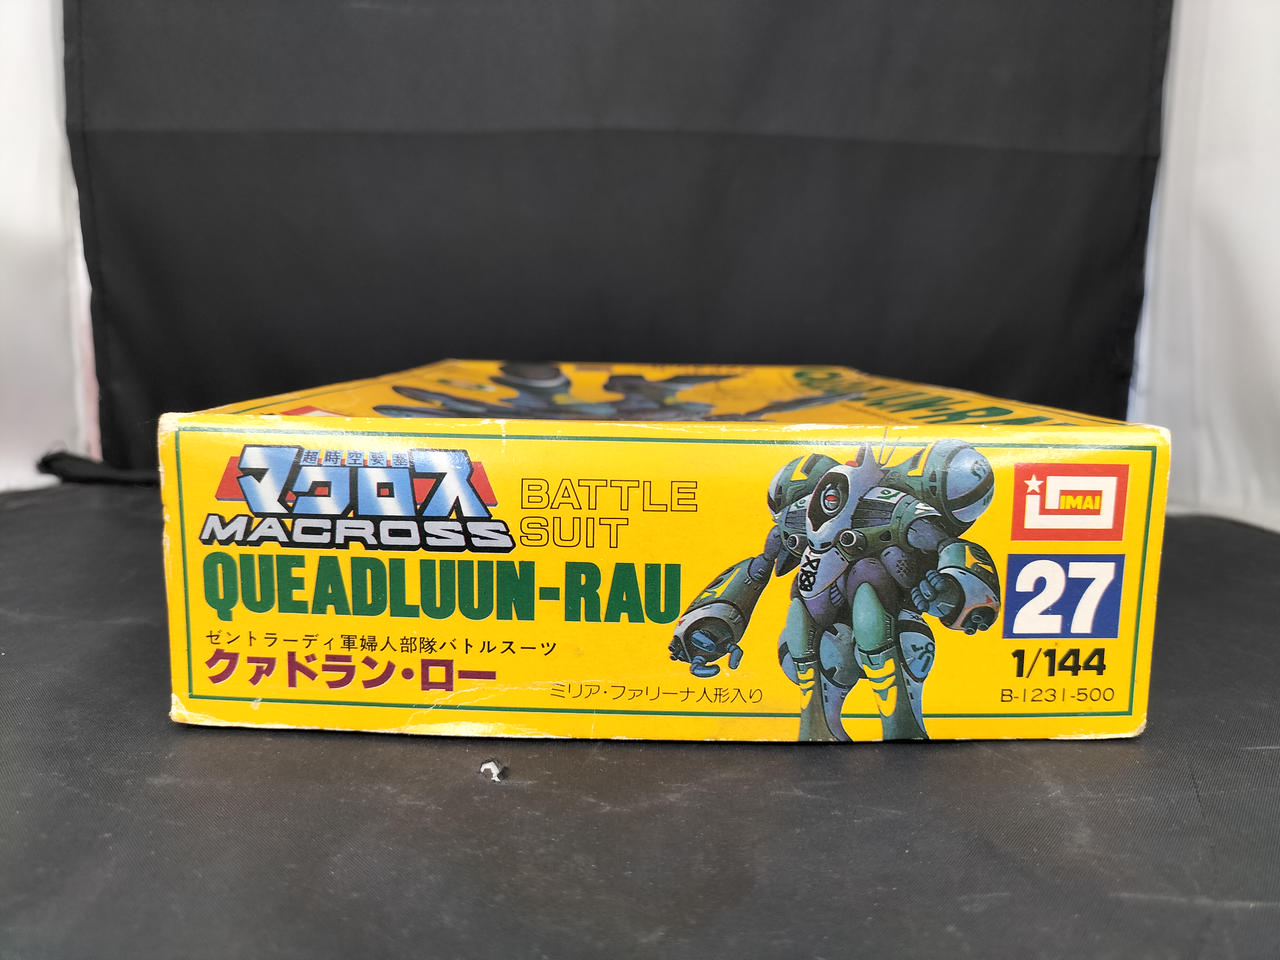 超時空要塞
マクロス
MACROSS
BATTLE
SUIT
QUEADLUUN-RAU
ゼントラーディ軍婦人部隊バトルスーツ
クァドラン・ロー
ミリア・ファリーナ人形入り
IMAI
27
1/144
B-1231-500